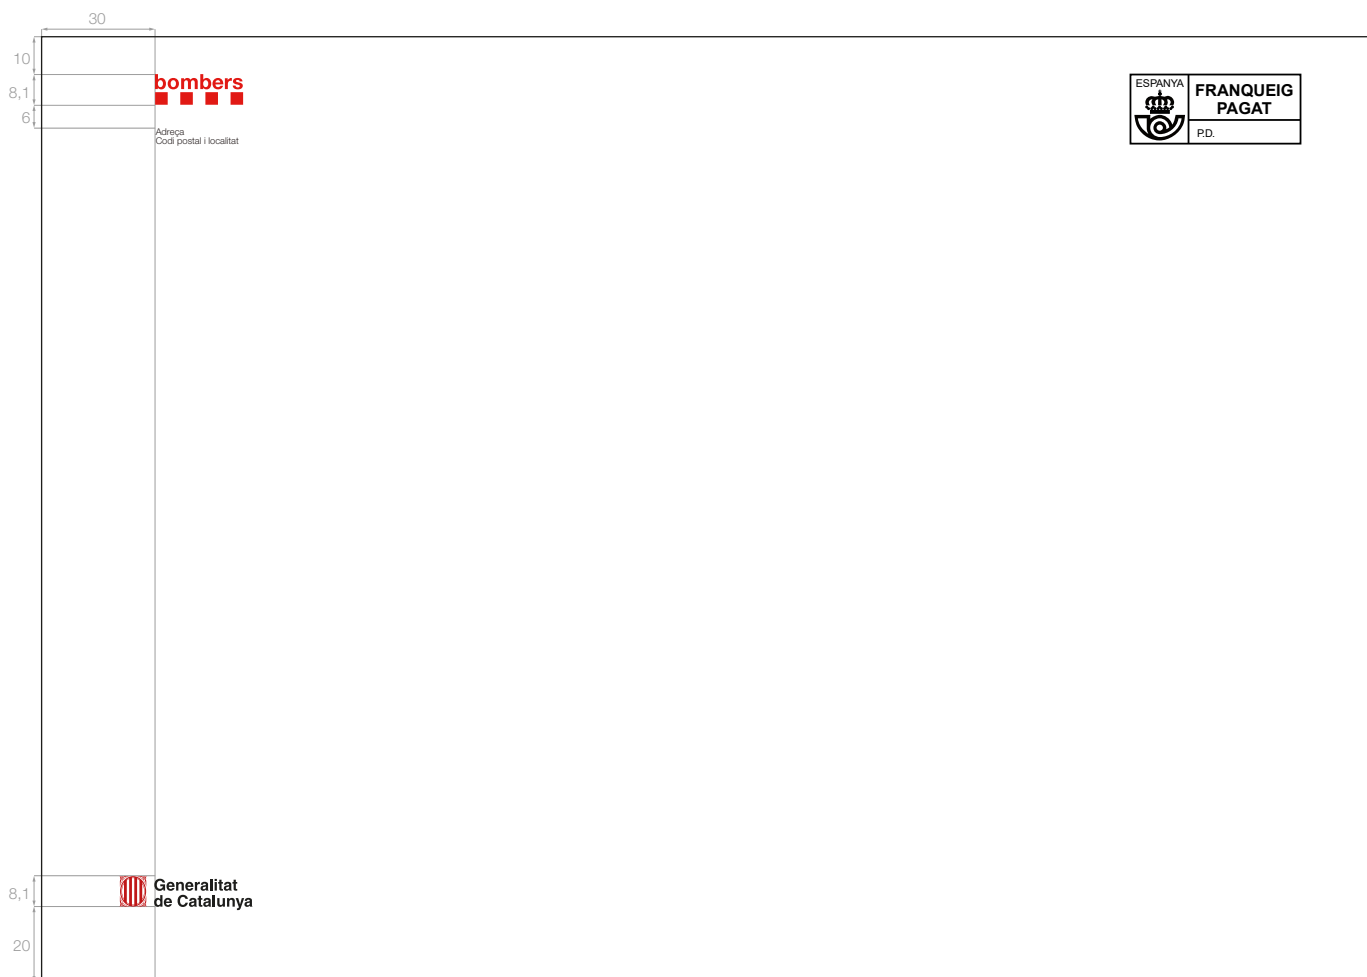 30
10
8,1
6
bombers
Adreça
Codi postal i localitat
ESPANYA
FRANQUEIG
PAGAT
P.D.
8,1
20
Generalitat
de Catalunya